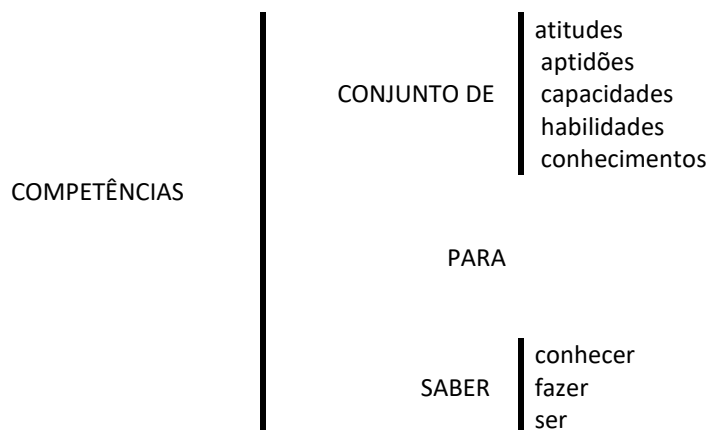 COMPETÊNCIAS
CONJUNTO DE
atitudes
aptidões
capacidades
habilidades
conhecimentos
PARA
SABER
conhecer
fazer
ser